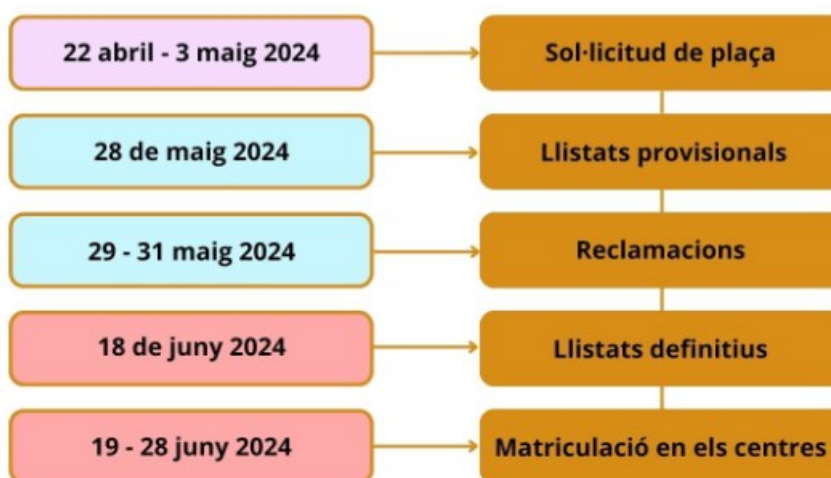 22 abril - 3 maig 2024
Sol·licitud de plaça
28 de maig 2024
Llistats provisionals
29 - 31 maig 2024
Reclamacions
18 de juny 2024
Llistats definitius
19 - 28 juny 2024
Matriculació en els centres